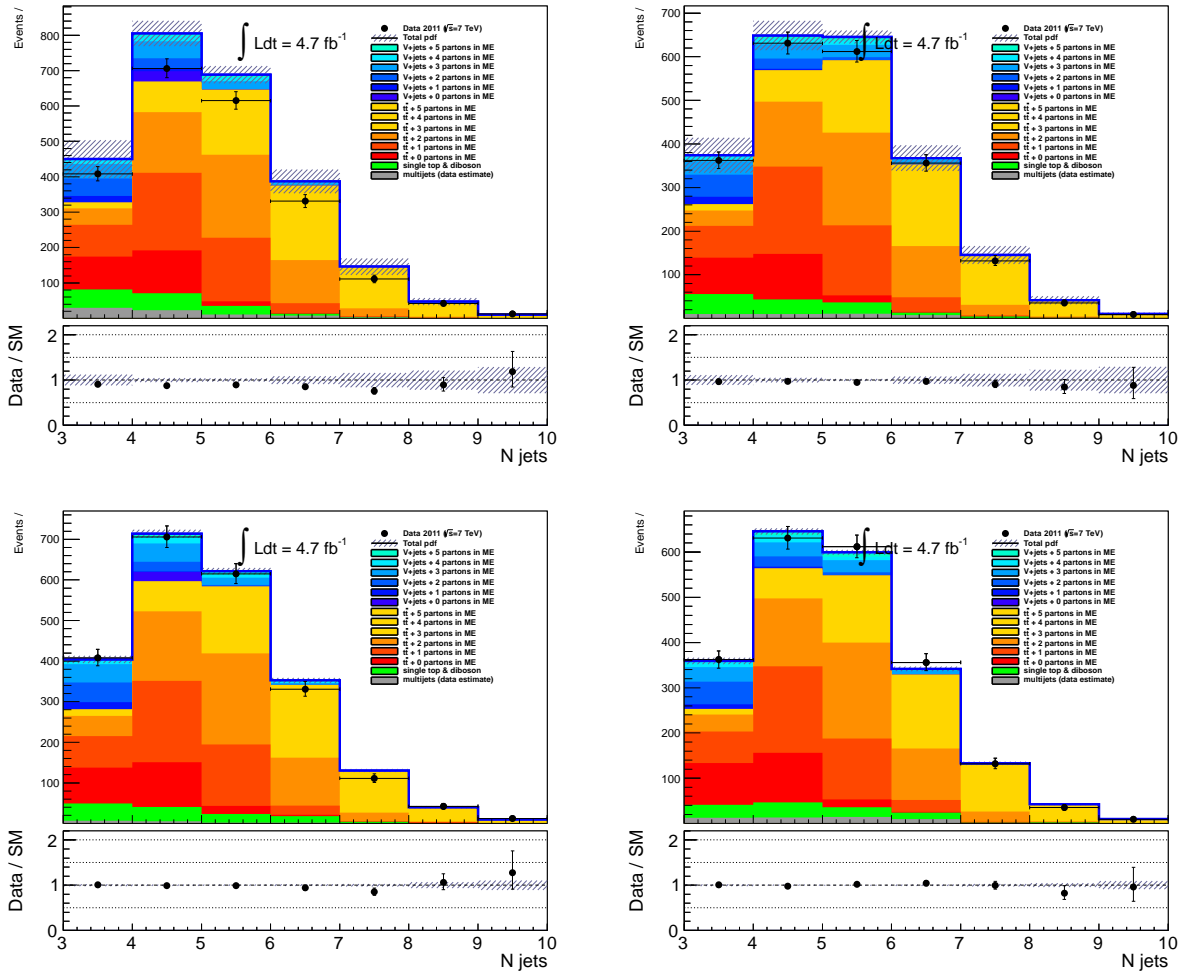 Events /
800
700
600
500
400
300
200
100
∫ Ldt = 4.7 fb-1
Data 2011 (√s=7 TeV)
Total pdf
V+jets + 5 partons in ME
V+jets + 4 partons in ME
V+jets + 3 partons in ME
V+jets + 2 partons in ME
V+jets + 1 partons in ME
V+jets + 0 partons in ME
tt̄ + 5 partons in ME
tt̄ + 4 partons in ME
tt̄ + 3 partons in ME
tt̄ + 2 partons in ME
tt̄ + 1 partons in ME
tt̄ + 0 partons in ME
single top & diboson
multijets (data estimate)
Data / SM
2
1
0
3 4 5 6 7 8 9 10
N jets
Events /
700
600
500
400
300
200
100
∫ Ldt = 4.7 fb-1
Data 2011 (√s=7 TeV)
Total pdf
V+jets + 5 partons in ME
V+jets + 4 partons in ME
V+jets + 3 partons in ME
V+jets + 2 partons in ME
V+jets + 1 partons in ME
V+jets + 0 partons in ME
tt̄ + 5 partons in ME
tt̄ + 4 partons in ME
tt̄ + 3 partons in ME
tt̄ + 2 partons in ME
tt̄ + 1 partons in ME
tt̄ + 0 partons in ME
single top & diboson
multijets (data estimate)
Data / SM
2
1
0
3 4 5 6 7 8 9 10
N jets
Events /
700
600
500
400
300
200
100
∫ Ldt = 4.7 fb-1
Data 2011 (√s=7 TeV)
Total pdf
V+jets + 5 partons in ME
V+jets + 4 partons in ME
V+jets + 3 partons in ME
V+jets + 2 partons in ME
V+jets + 1 partons in ME
V+jets + 0 partons in ME
tt̄ + 5 partons in ME
tt̄ + 4 partons in ME
tt̄ + 3 partons in ME
tt̄ + 2 partons in ME
tt̄ + 1 partons in ME
tt̄ + 0 partons in ME
single top & diboson
multijets (data estimate)
Data / SM
2
1
0
3 4 5 6 7 8 9 10
N jets
Events /
600
500
400
300
200
100
∫ Ldt = 4.7 fb-1
Data 2011 (√s=7 TeV)
Total pdf
V+jets + 5 partons in ME
V+jets + 4 partons in ME
V+jets + 3 partons in ME
V+jets + 2 partons in ME
V+jets + 1 partons in ME
V+jets + 0 partons in ME
tt̄ + 5 partons in ME
tt̄ + 4 partons in ME
tt̄ + 3 partons in ME
tt̄ + 2 partons in ME
tt̄ + 1 partons in ME
tt̄ + 0 partons in ME
single top & diboson
multijets (data estimate)
Data / SM
2
1
0
3 4 5 6 7 8 9 10
N jets